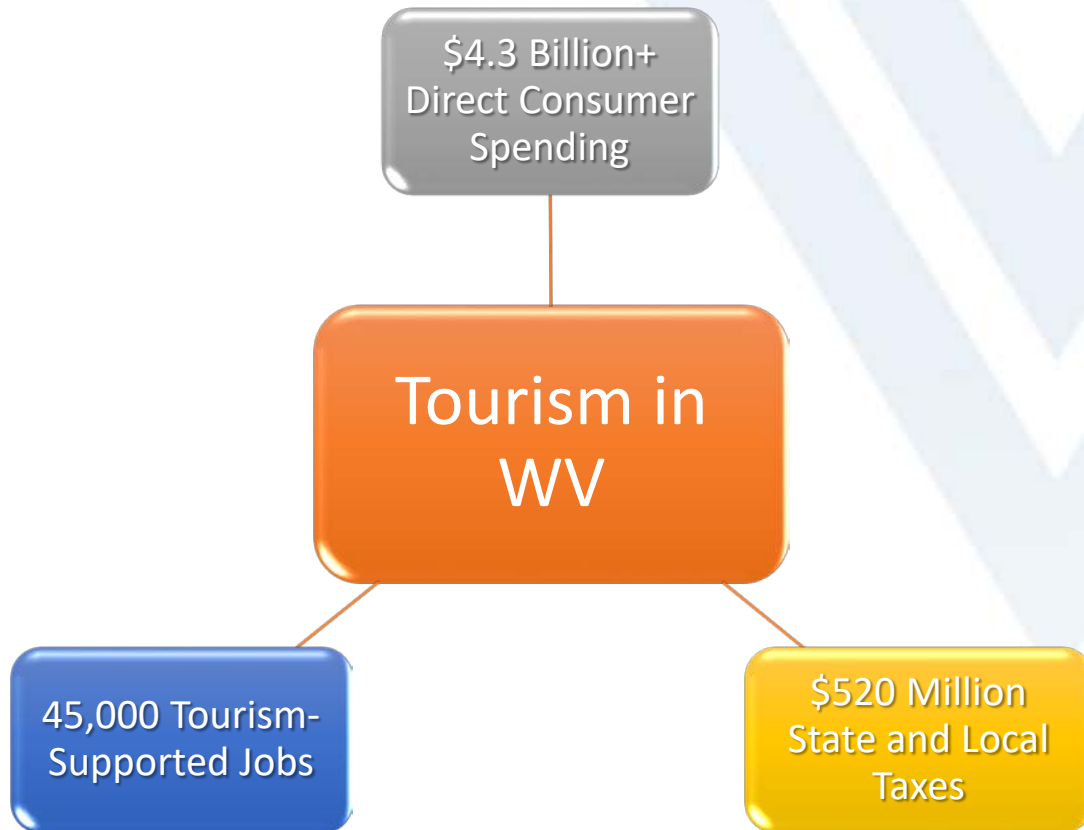 $4.3 Billion+
Direct Consumer
Spending
Tourism in
WV
45,000 Tourism-
Supported Jobs
$520 Million
State and Local
Taxes